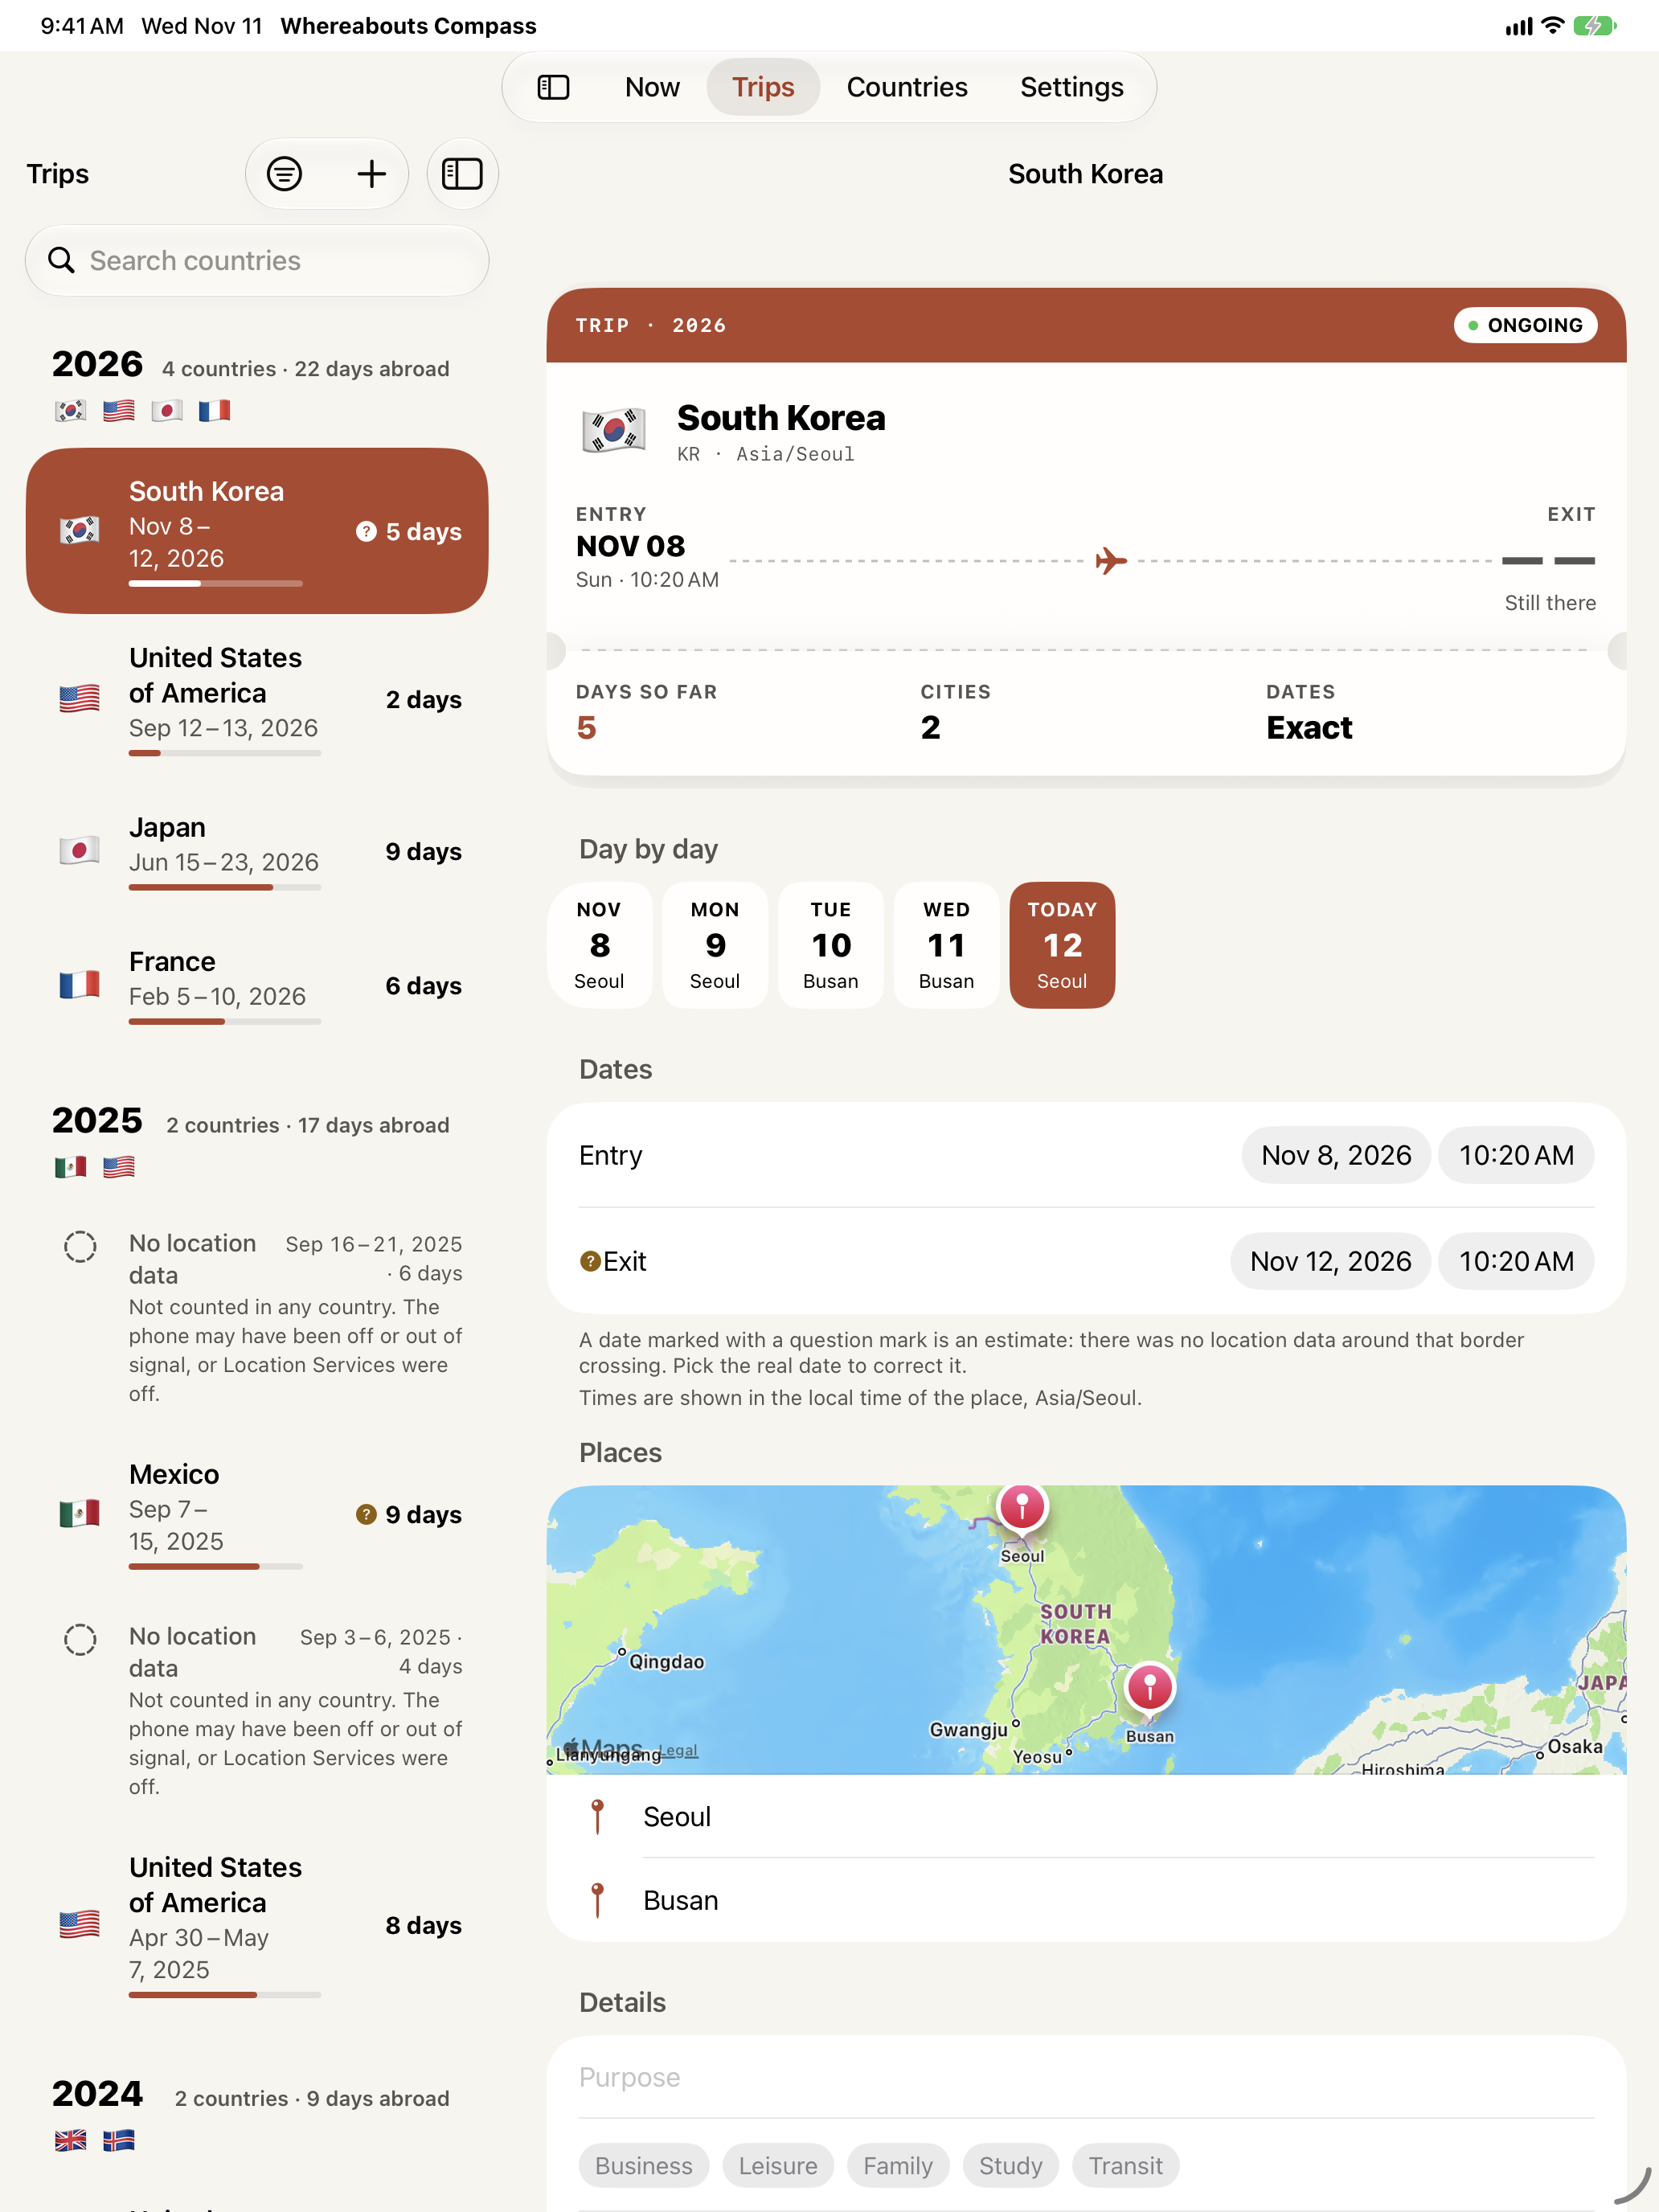 9:41 AM Wed Nov 11 Whereabouts Compass
Now Trips Countries Settings
Trips
South Korea
Search countries
2026 4 countries · 22 days abroad
South Korea
Nov 8 –
12, 2026
? 5 days
United States
of America
Sep 12 – 13, 2026
2 days
Japan
Jun 15 – 23, 2026
9 days
France
Feb 5 – 10, 2026
6 days
2025 2 countries · 17 days abroad
No location
data
Sep 16 – 21, 2025
· 6 days
Not counted in any country. The
phone may have been off or out of
signal, or Location Services were
off.
Mexico
Sep 7 –
15, 2025
? 9 days
No location
data
Sep 3 – 6, 2025 ·
4 days
Not counted in any country. The
phone may have been off or out of
signal, or Location Services were
off.
United States
of America
Apr 30 – May
7, 2025
8 days
2024 2 countries · 9 days abroad
TRIP · 2026
ONGOING
South Korea
KR · Asia/Seoul
ENTRY
NOV 08
Sun · 10:20 AM
EXIT
— —
Still there
DAYS SO FAR
5
CITIES
2
DATES
Exact
Day by day
NOV
8
Seoul
MON
9
Seoul
TUE
10
Busan
WED
11
Busan
TODAY
12
Seoul
Dates
Entry Nov 8, 2026 10:20 AM
? Exit Nov 12, 2026 10:20 AM
A date marked with a question mark is an estimate: there was no location data around that border
crossing. Pick the real date to correct it.
Times are shown in the local time of the place, Asia/Seoul.
Places
Seoul
SOUTH
KOREA
Qingdao
JAPA
Gwangju
Busan
Yeosu
Osaka
Maps
Legal
Lianyungang
Hiroshima
Seoul
Busan
Details
Purpose
Business Leisure Family Study Transit